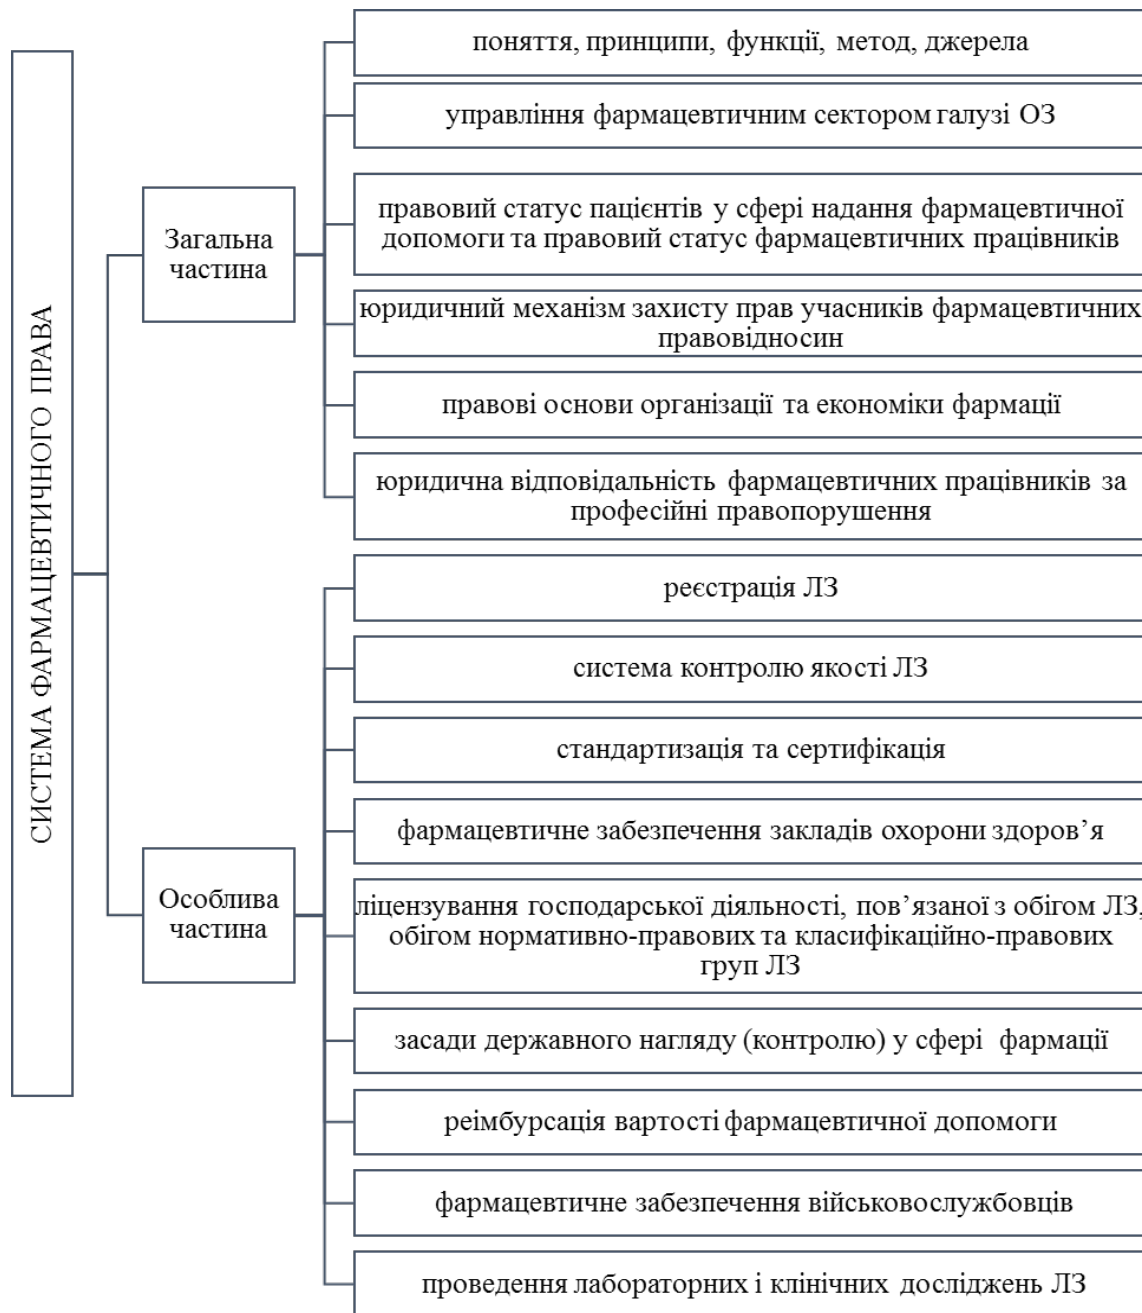 СИСТЕМА ФАРМАЦЕВТИЧНОГО ПРАВА
Загальна
частина
поняття, принципи, функції, метод, джерела
управління фармацевтичним сектором галузі ОЗ
правовий статус пацієнтів у сфері надання фармацевтичної
допомоги та правовий статус фармацевтичних працівників
юридичний механізм захисту прав учасників фармацевтичних
правовідносин
правові основи організації та економіки фармації
юридична відповідальність фармацевтичних працівників за
професійні правопорушення
Особлива
частина
реєстрація ЛЗ
система контролю якості ЛЗ
стандартизація та сертифікація
фармацевтичне забезпечення закладів охорони здоров’я
ліцензування господарської діяльності, пов’язаної з обігом ЛЗ,
обігом нормативно-правових та класифікаційно-правових
груп ЛЗ
засади державного нагляду (контролю) у сфері фармації
реімбурсація вартості фармацевтичної допомоги
фармацевтичне забезпечення військовослужбовців
проведення лабораторних і клінічних досліджень ЛЗ